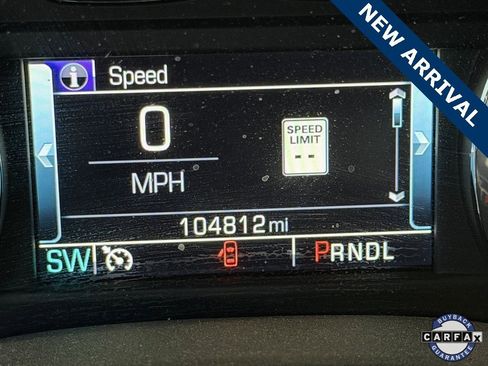 NEW ARRIVAL
i Speed
0
MPH
SPEED
LIMIT
--
104812mi
SW
PRNDL
BUYBACK
CARFAX
GUARANTEE